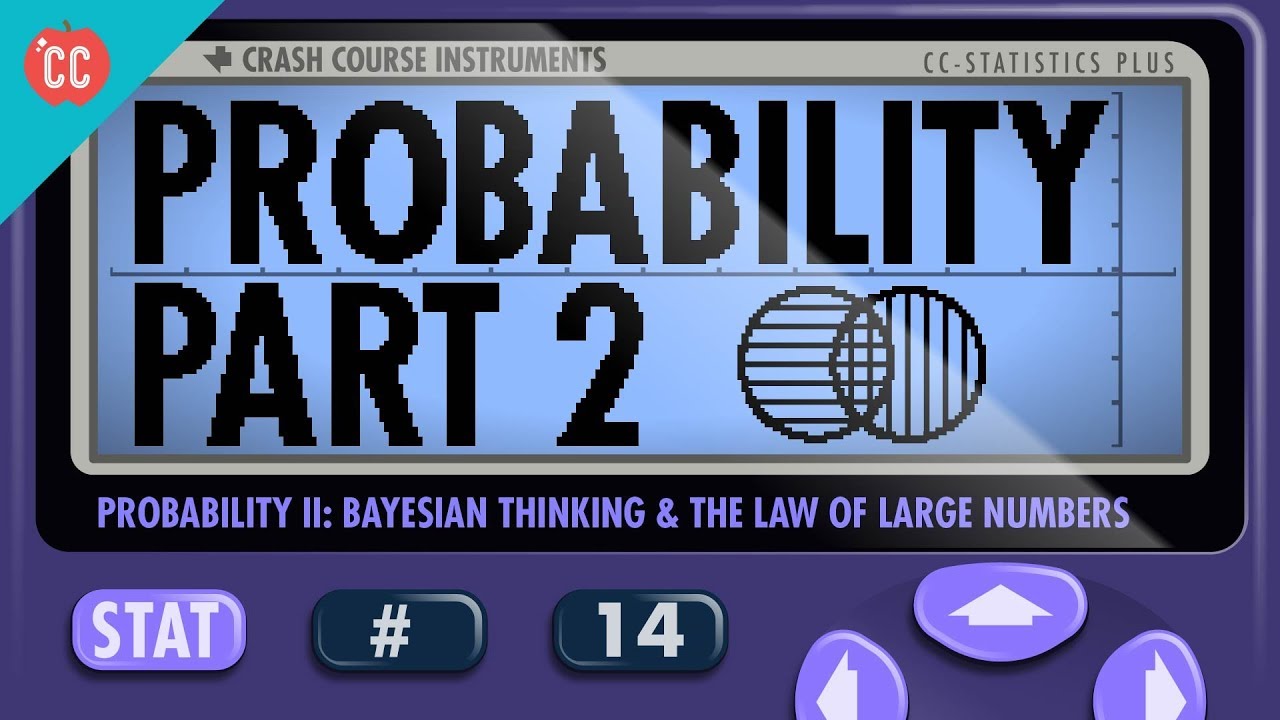 CC
CRASH COURSE INSTRUMENTS
CC-STATISTICS PLUS
PROBABILITY
PART 2
PROBABILITY II: BAYESIAN THINKING & THE LAW OF LARGE NUMBERS
STAT
#
14